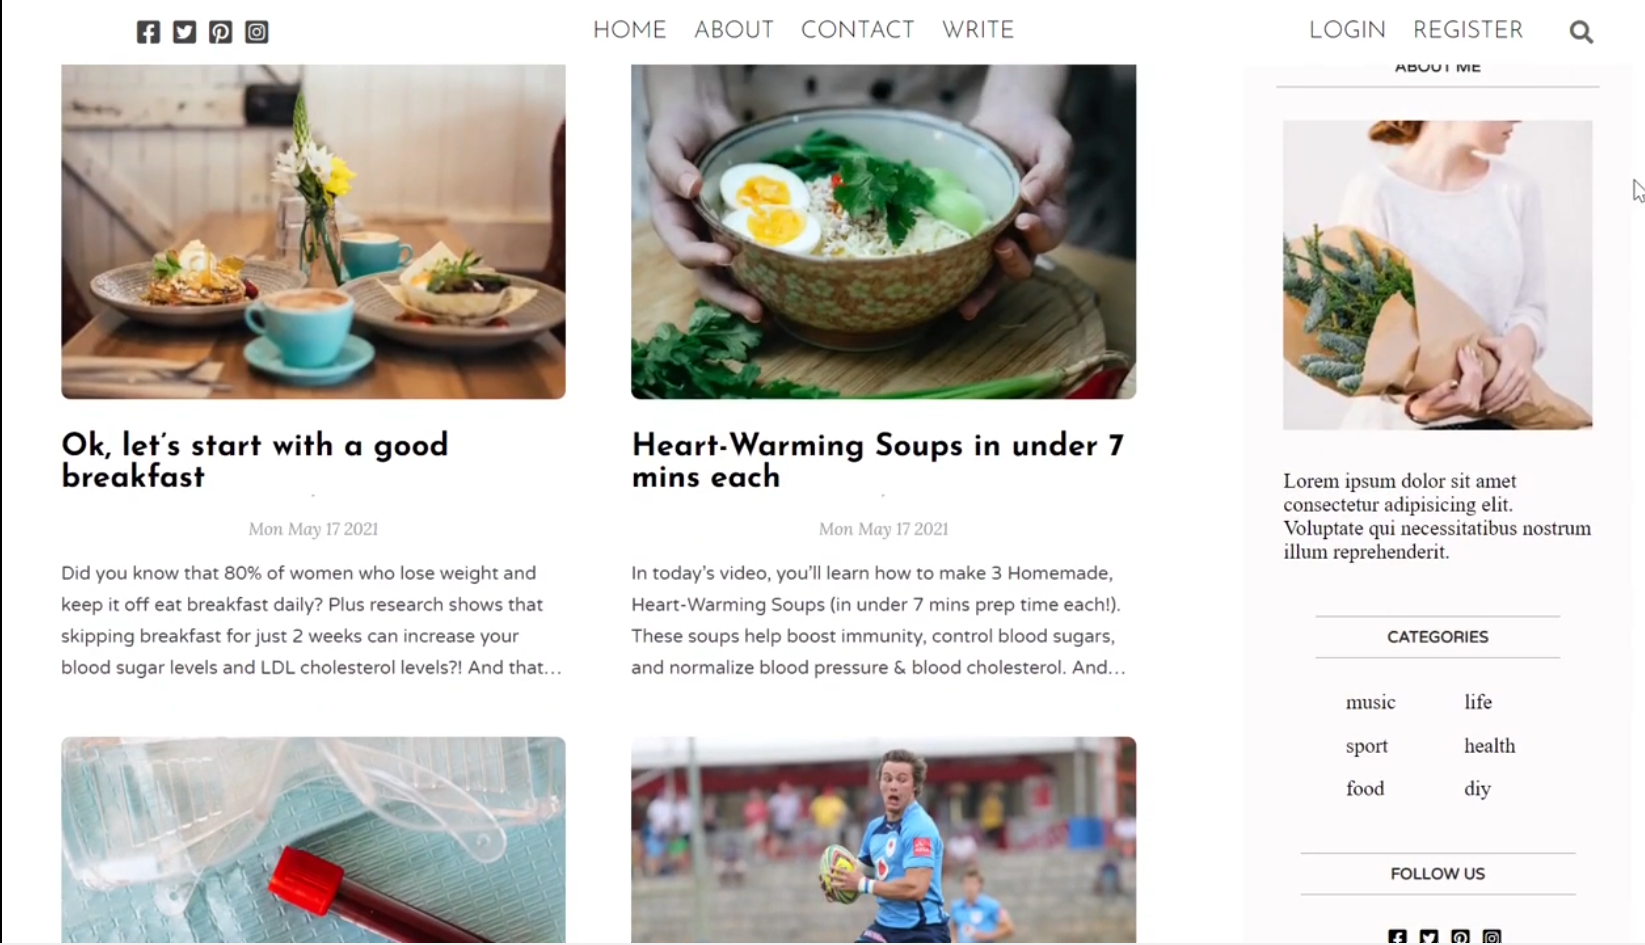 HOME ABOUT CONTACT WRITE
LOGIN REGISTER
Ok, let's start with a good
breakfast
Mon May 17 2021
Did you know that 80% of women who lose weight and
keep it off eat breakfast daily? Plus research shows that
skipping breakfast for just 2 weeks can increase your
blood sugar levels and LDL cholesterol levels?! And that...
Heart-Warming Soups in under 7
mins each
Mon May 17 2021
In today's video, you'll learn how to make 3 Homemade,
Heart-Warming Soups (in under 7 mins prep time each!).
These soups help boost immunity, control blood sugars,
and normalize blood pressure & blood cholesterol. And...
ABOUT ME
Lorem ipsum dolor sit amet
consectetur adipisicing elit.
Voluptate qui necessitatibus nostrum
illum reprehenderit.
CATEGORIES
music life
sport health
food diy
FOLLOW US